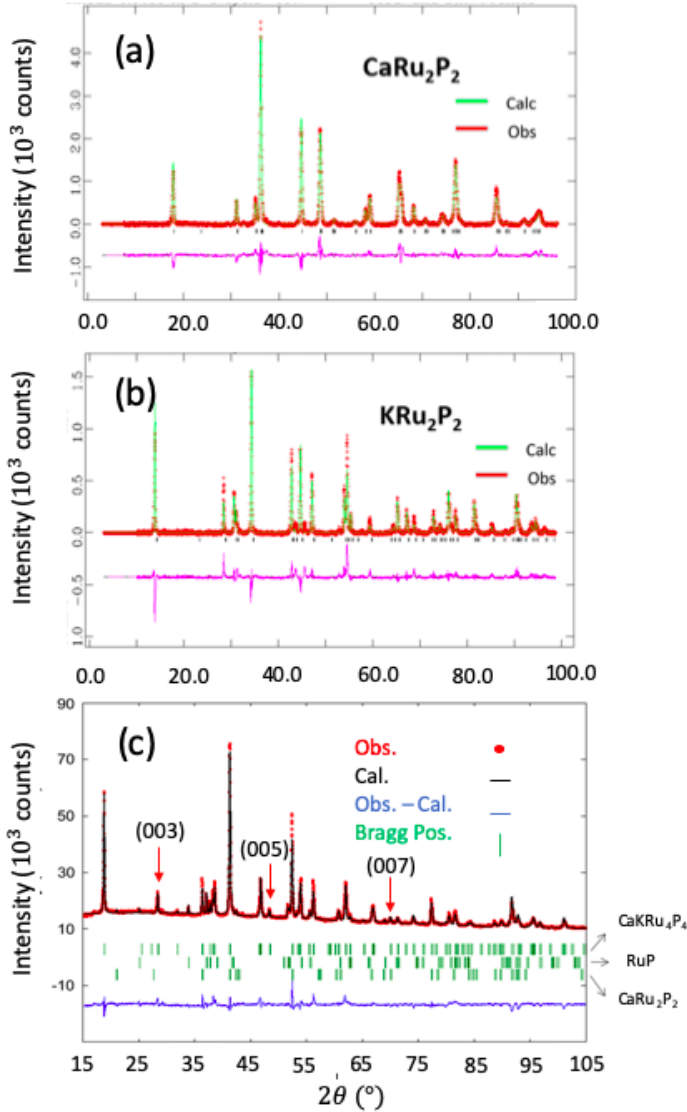 (a)
CaRu₂P₂
Calc
Obs
Intensity (10³ counts)
4.0
3.0
2.0
1.0
0.0
−1.0
0.0 20.0 40.0 60.0 80.0 100.0
(b)
KRu₂P₂
Calc
Obs
Intensity (10³ counts)
1.5
1.0
0.5
0.0
−0.5
1.0
0.0 20.0 40.0 60.0 80.0 100.0
(c)
Obs.
Cal.
Obs. – Cal.
Bragg Pos.
(003)
(005)
(007)
Intensity (10³ counts)
90
70
50
30
10
-10
CaKRu₄P₄
RuP
CaRu₂P₂
15 25 35 45 55 65 75 85 95 105
2θ (°)